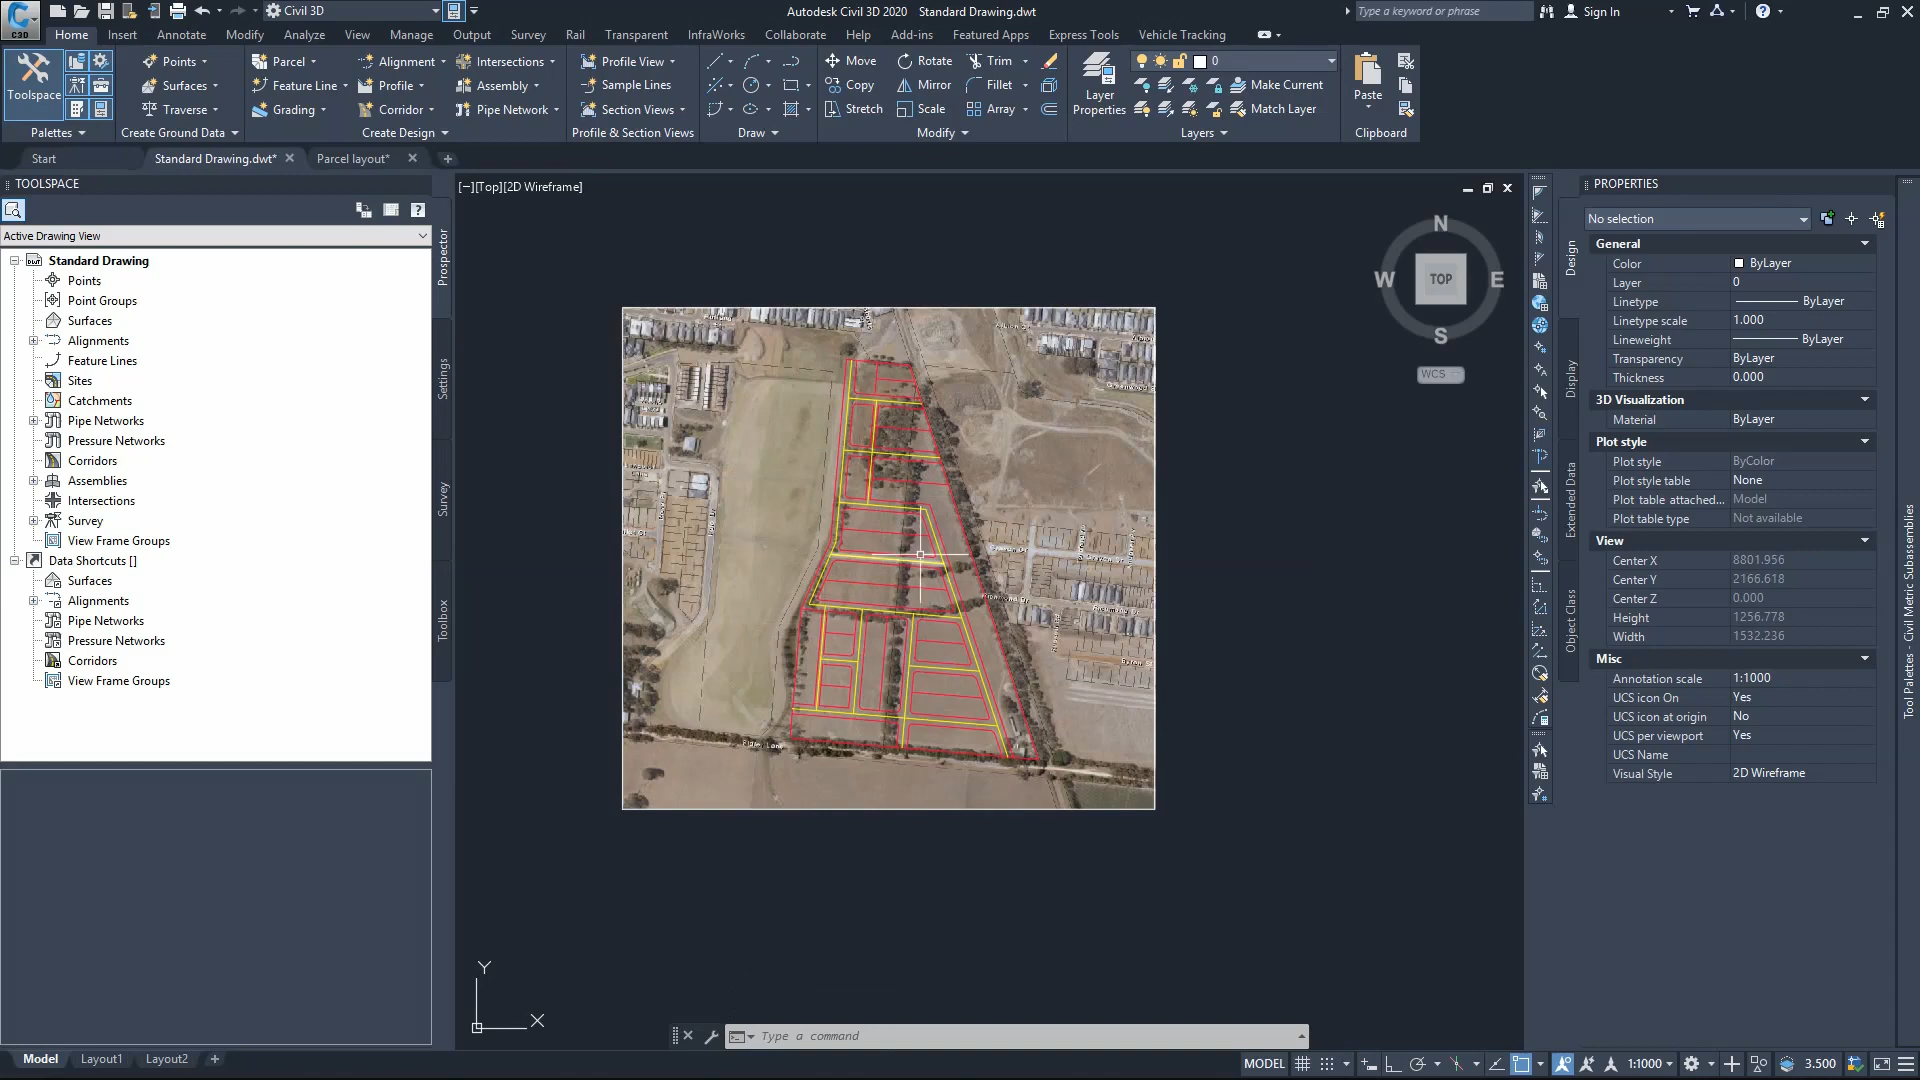 C3D
Civil 3D
Autodesk Civil 3D 2020 Standard Drawing.dwt
Type a keyword or phrase
Sign In
Home Insert Annotate Modify Analyze View Manage Output Survey Rail Transparent InfraWorks Collaborate Help Add-ins Featured Apps Express Tools Vehicle Tracking
Toolspace
Points
Surfaces
Traverse
Parcel
Feature Line
Grading
Alignment
Profile
Corridor
Intersections
Assembly
Pipe Network
Profile View
Sample Lines
Section Views
Move
Copy
Stretch
Rotate
Mirror
Scale
Trim
Fillet
Array
Layer
Properties
0
Make Current
Match Layer
Paste
Palettes
Create Ground Data
Create Design
Profile & Section Views
Draw
Modify
Layers
Clipboard
Start
Standard Drawing.dwt*
Parcel layout*
TOOLSPACE
Active Drawing View
Standard Drawing
Points
Point Groups
Surfaces
Alignments
Feature Lines
Sites
Catchments
Pipe Networks
Pressure Networks
Corridors
Assemblies
Intersections
Survey
View Frame Groups
Data Shortcuts []
Surfaces
Alignments
Pipe Networks
Pressure Networks
Corridors
View Frame Groups
Prospector
Settings
Survey
Toolbox
[−][Top][2D Wireframe]
N
W
TOP
E
S
WCS
Y
X
Type a command
PROPERTIES
No selection
General
Color ByLayer
Layer 0
Linetype ByLayer
Linetype scale 1.000
Lineweight ByLayer
Transparency ByLayer
Thickness 0.000
3D Visualization
Material ByLayer
Plot style
Plot style ByColor
Plot style table None
Plot table attached... Model
Plot table type Not available
View
Center X 8801.956
Center Y 2166.618
Center Z 0.000
Height 1256.778
Width 1532.236
Misc
Annotation scale 1:1000
UCS icon On Yes
UCS icon at origin No
UCS per viewport Yes
UCS Name
Visual Style 2D Wireframe
Design
Display
Extended Data
Object Class
Tool Palettes - Civil Metric Subassemblies
Model Layout1 Layout2
MODEL
1:1000
3.500